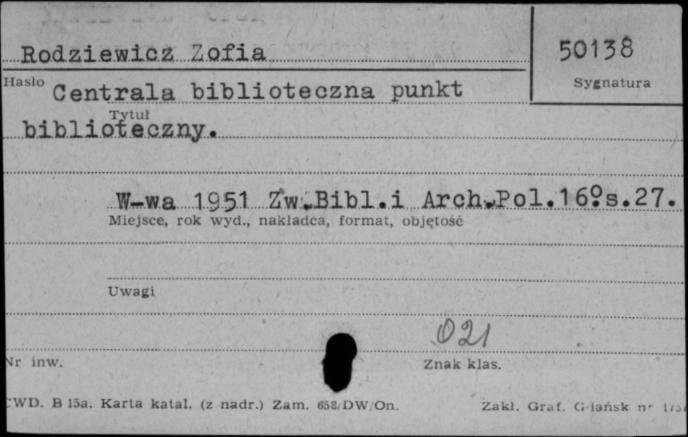 Rodziewicz Zofia
50138
Hasło
Sygnatura
Centrala biblioteczna punkt
Tytuł
biblioteczny.
W-wa 1951 Zw.Bibl.i Arch.Pol.16°s.27.
Miejsce, rok wyd., nakładca, format, objętość
Uwagi
021
Nr inw.
Znak klas.
CWD. B 15a. Karta katal. (z nadr.) Zam. 658/DW/On.
Zakł. Graf. Gdańsk nr